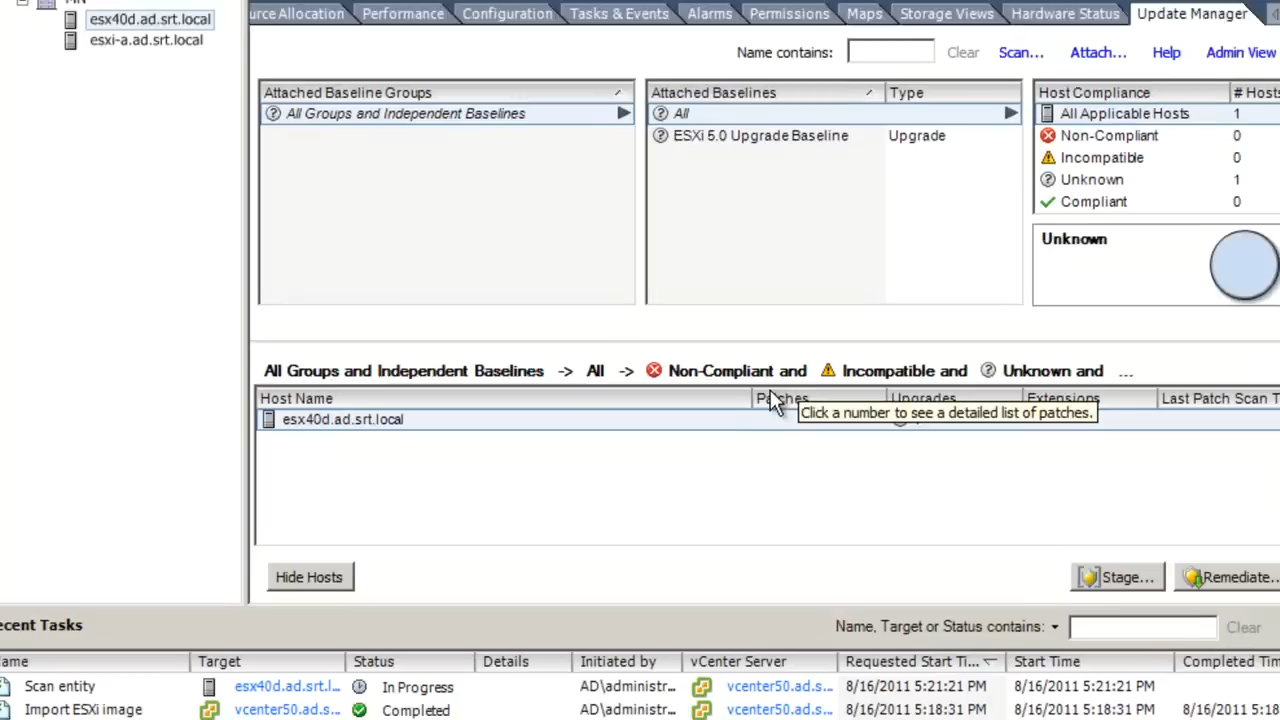 esx40d.ad.srt.local
esxi-a.ad.srt.local
urce Allocation Performance Configuration Tasks & Events Alarms Permissions Maps Storage Views Hardware Status Update Manager
Name contains: Clear Scan... Attach... Help Admin View
Attached Baseline Groups
All Groups and Independent Baselines
Attached Baselines Type
All
ESXi 5.0 Upgrade Baseline Upgrade
Host Compliance # Hosts
All Applicable Hosts 1
Non-Compliant 0
Incompatible 0
Unknown 1
Compliant 0
Unknown
All Groups and Independent Baselines -> All -> Non-Compliant and Incompatible and Unknown and ...
Host Name Patches Upgrades Extensions Last Patch Scan T
Click a number to see a detailed list of patches.
esx40d.ad.srt.local
Hide Hosts Stage... Remediate..
ecent Tasks Name, Target or Status contains: Clear
ame Target Status Details Initiated by vCenter Server Requested Start Ti... Start Time Completed Time
Scan entity esx40d.ad.srt.l... In Progress AD\administr... vcenter50.ad.s... 8/16/2011 5:21:21 PM 8/16/2011 5:21:21 PM
Import ESXi image vcenter50.ad.s... Completed AD\administr... vcenter50.ad.s... 8/16/2011 5:18:31 PM 8/16/2011 5:18:31 PM 8/16/2011 5:18